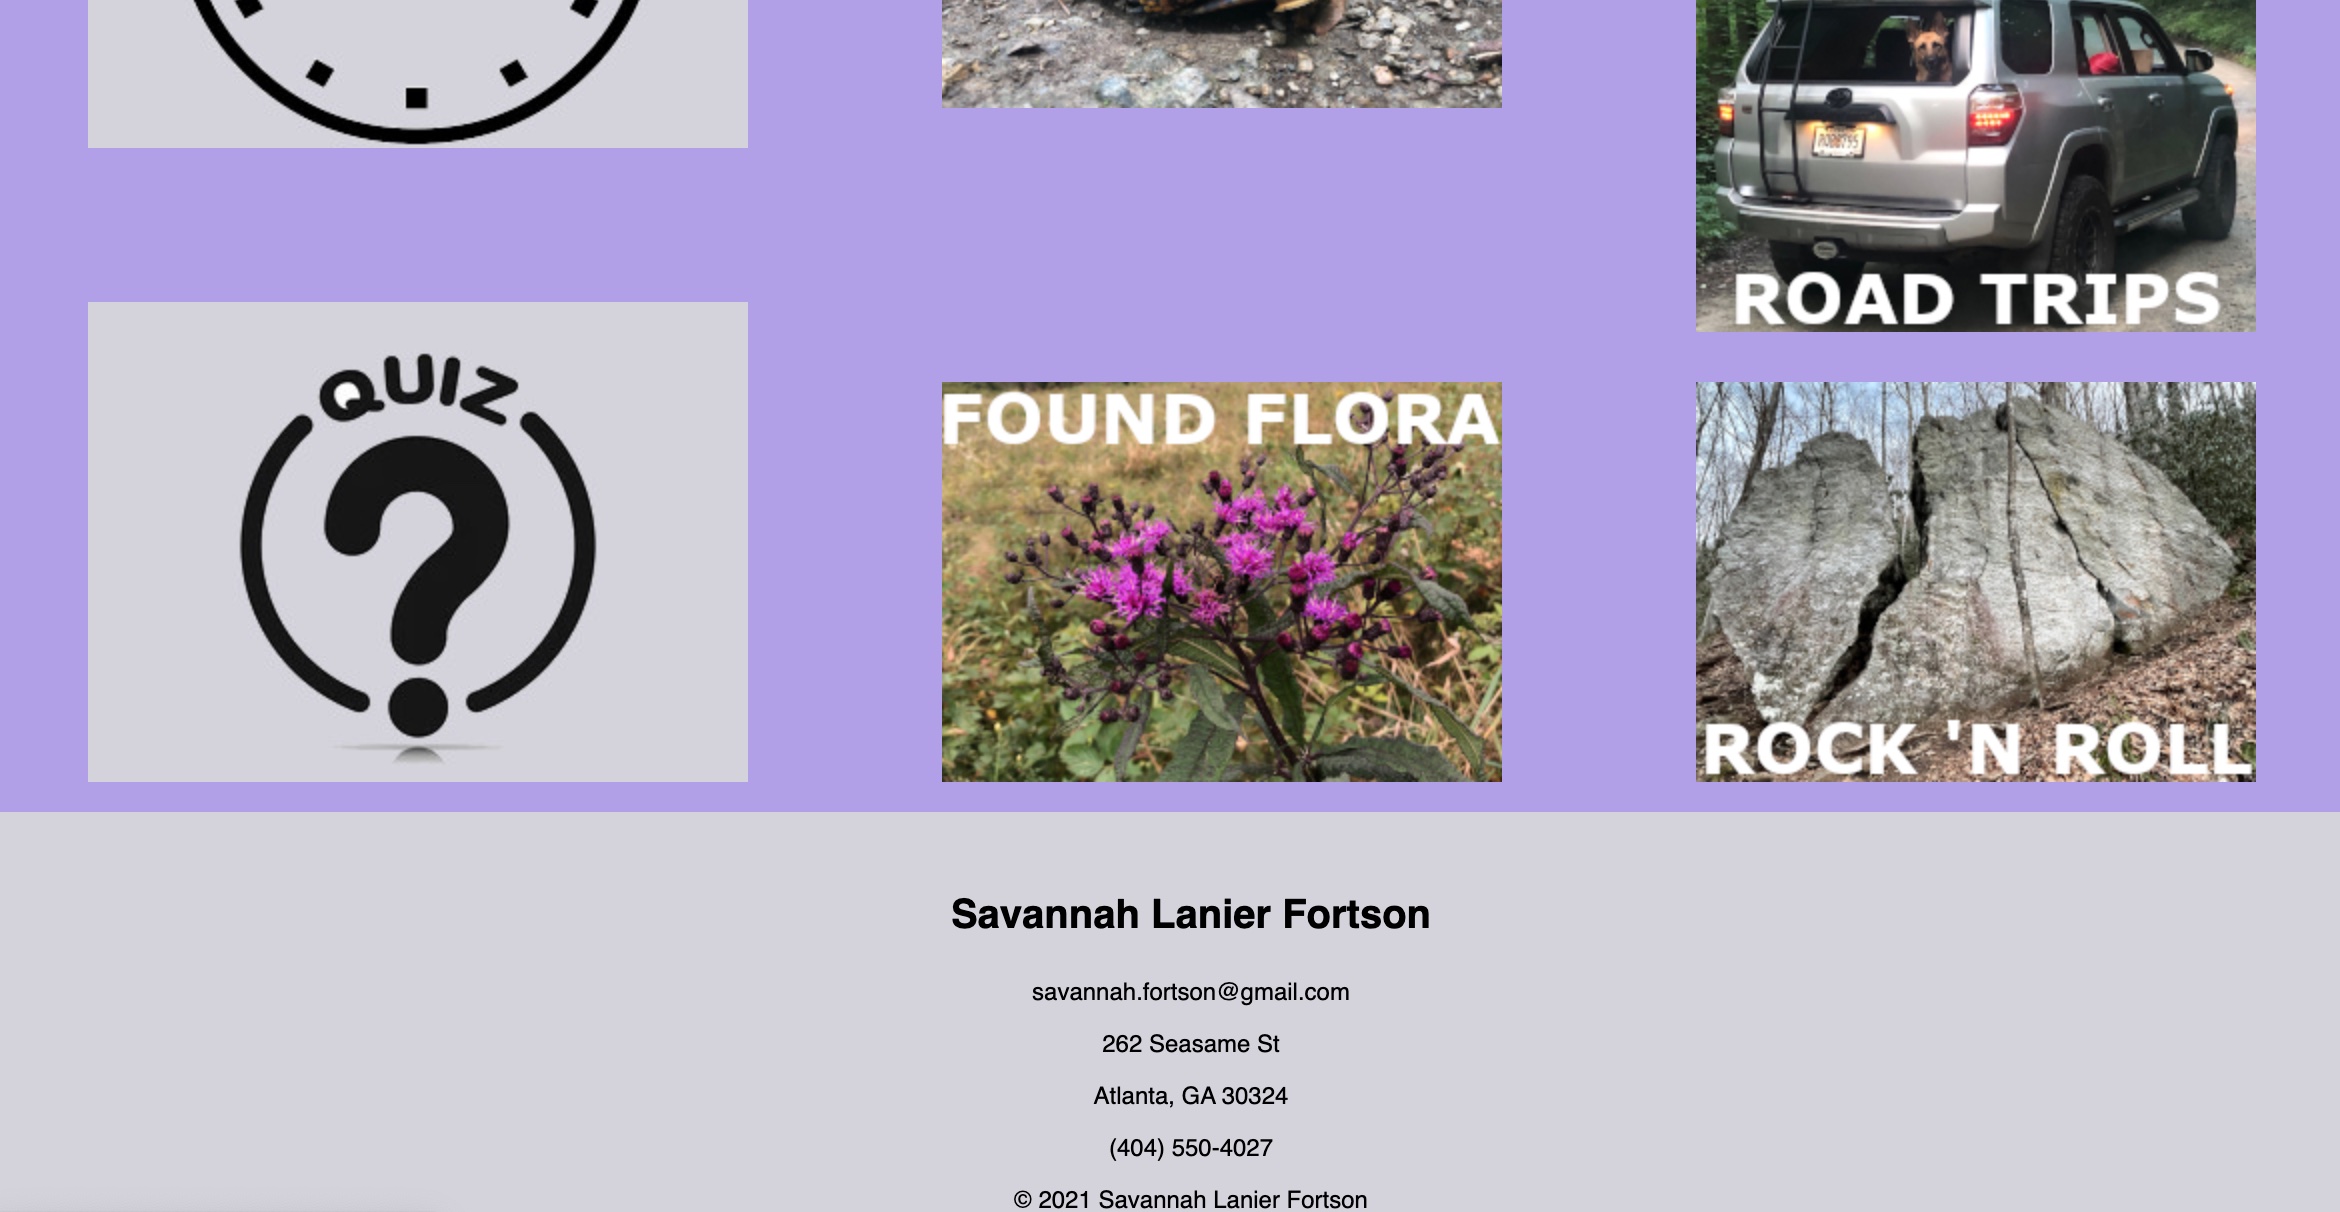 ROAD TRIPS
QUIZ
?
FOUND FLORA
ROCK 'N ROLL
Savannah Lanier Fortson
savannah.fortson@gmail.com
262 Seasame St
Atlanta, GA 30324
(404) 550-4027
© 2021 Savannah Lanier Fortson